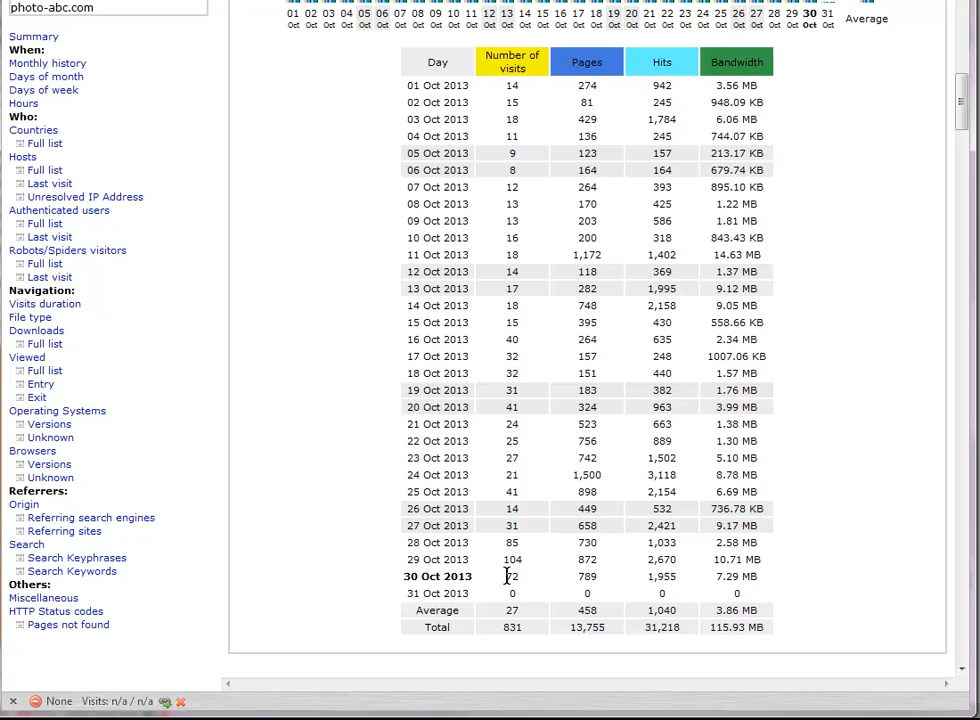 photo-abc.com
01 02 03 04 05 06 07 08 09 10 11 12 13 14 15 16 17 18 19 20 21 22 23 24 25 26 27 28 29 30 31 Average
Oct Oct Oct Oct Oct Oct Oct Oct Oct Oct Oct Oct Oct Oct Oct Oct Oct Oct Oct Oct Oct Oct Oct Oct Oct Oct Oct Oct Oct Oct Oct
Summary
When:
Monthly history
Days of month
Days of week
Hours
Who:
Countries
Full list
Hosts
Full list
Last visit
Unresolved IP Address
Authenticated users
Full list
Last visit
Robots/Spiders visitors
Full list
Last visit
Navigation:
Visits duration
File type
Downloads
Full list
Viewed
Full list
Entry
Exit
Operating Systems
Versions
Unknown
Browsers
Versions
Unknown
Referrers:
Origin
Referring search engines
Referring sites
Search
Search Keyphrases
Search Keywords
Others:
Miscellaneous
HTTP Status codes
Pages not found
Day Number of visits Pages Hits Bandwidth
01 Oct 2013 14 274 942 3.56 MB
02 Oct 2013 15 81 245 948.09 KB
03 Oct 2013 18 429 1,784 6.06 MB
04 Oct 2013 11 136 245 744.07 KB
05 Oct 2013 9 123 157 213.17 KB
06 Oct 2013 8 164 164 679.74 KB
07 Oct 2013 12 264 393 895.10 KB
08 Oct 2013 13 170 425 1.22 MB
09 Oct 2013 13 203 586 1.81 MB
10 Oct 2013 16 200 318 843.43 KB
11 Oct 2013 18 1,172 1,402 14.63 MB
12 Oct 2013 14 118 369 1.37 MB
13 Oct 2013 17 282 1,995 9.12 MB
14 Oct 2013 18 748 2,158 9.05 MB
15 Oct 2013 15 395 430 558.66 KB
16 Oct 2013 40 264 635 2.34 MB
17 Oct 2013 32 157 248 1007.06 KB
18 Oct 2013 32 151 440 1.57 MB
19 Oct 2013 31 183 382 1.76 MB
20 Oct 2013 41 324 963 3.99 MB
21 Oct 2013 24 523 663 1.38 MB
22 Oct 2013 25 756 889 1.30 MB
23 Oct 2013 27 742 1,502 5.10 MB
24 Oct 2013 21 1,500 3,118 8.78 MB
25 Oct 2013 41 898 2,154 6.69 MB
26 Oct 2013 14 449 532 736.78 KB
27 Oct 2013 31 658 2,421 9.17 MB
28 Oct 2013 85 730 1,033 2.58 MB
29 Oct 2013 104 872 2,670 10.71 MB
30 Oct 2013 72 789 1,955 7.29 MB
31 Oct 2013 0 0 0 0
Average 27 458 1,040 3.86 MB
Total 831 13,755 31,218 115.93 MB
None Visits: n/a / n/a